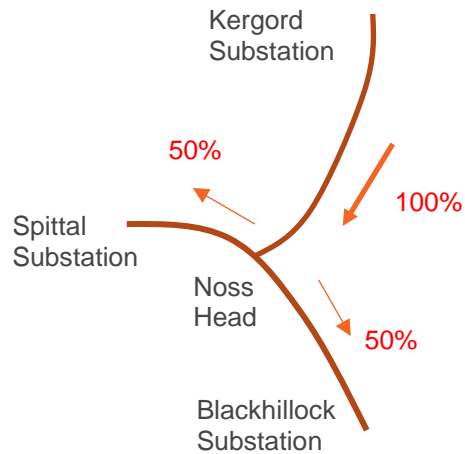 Kergord
Substation
50%
100%
Spittal
Substation
Noss
Head
50%
Blackhillock
Substation